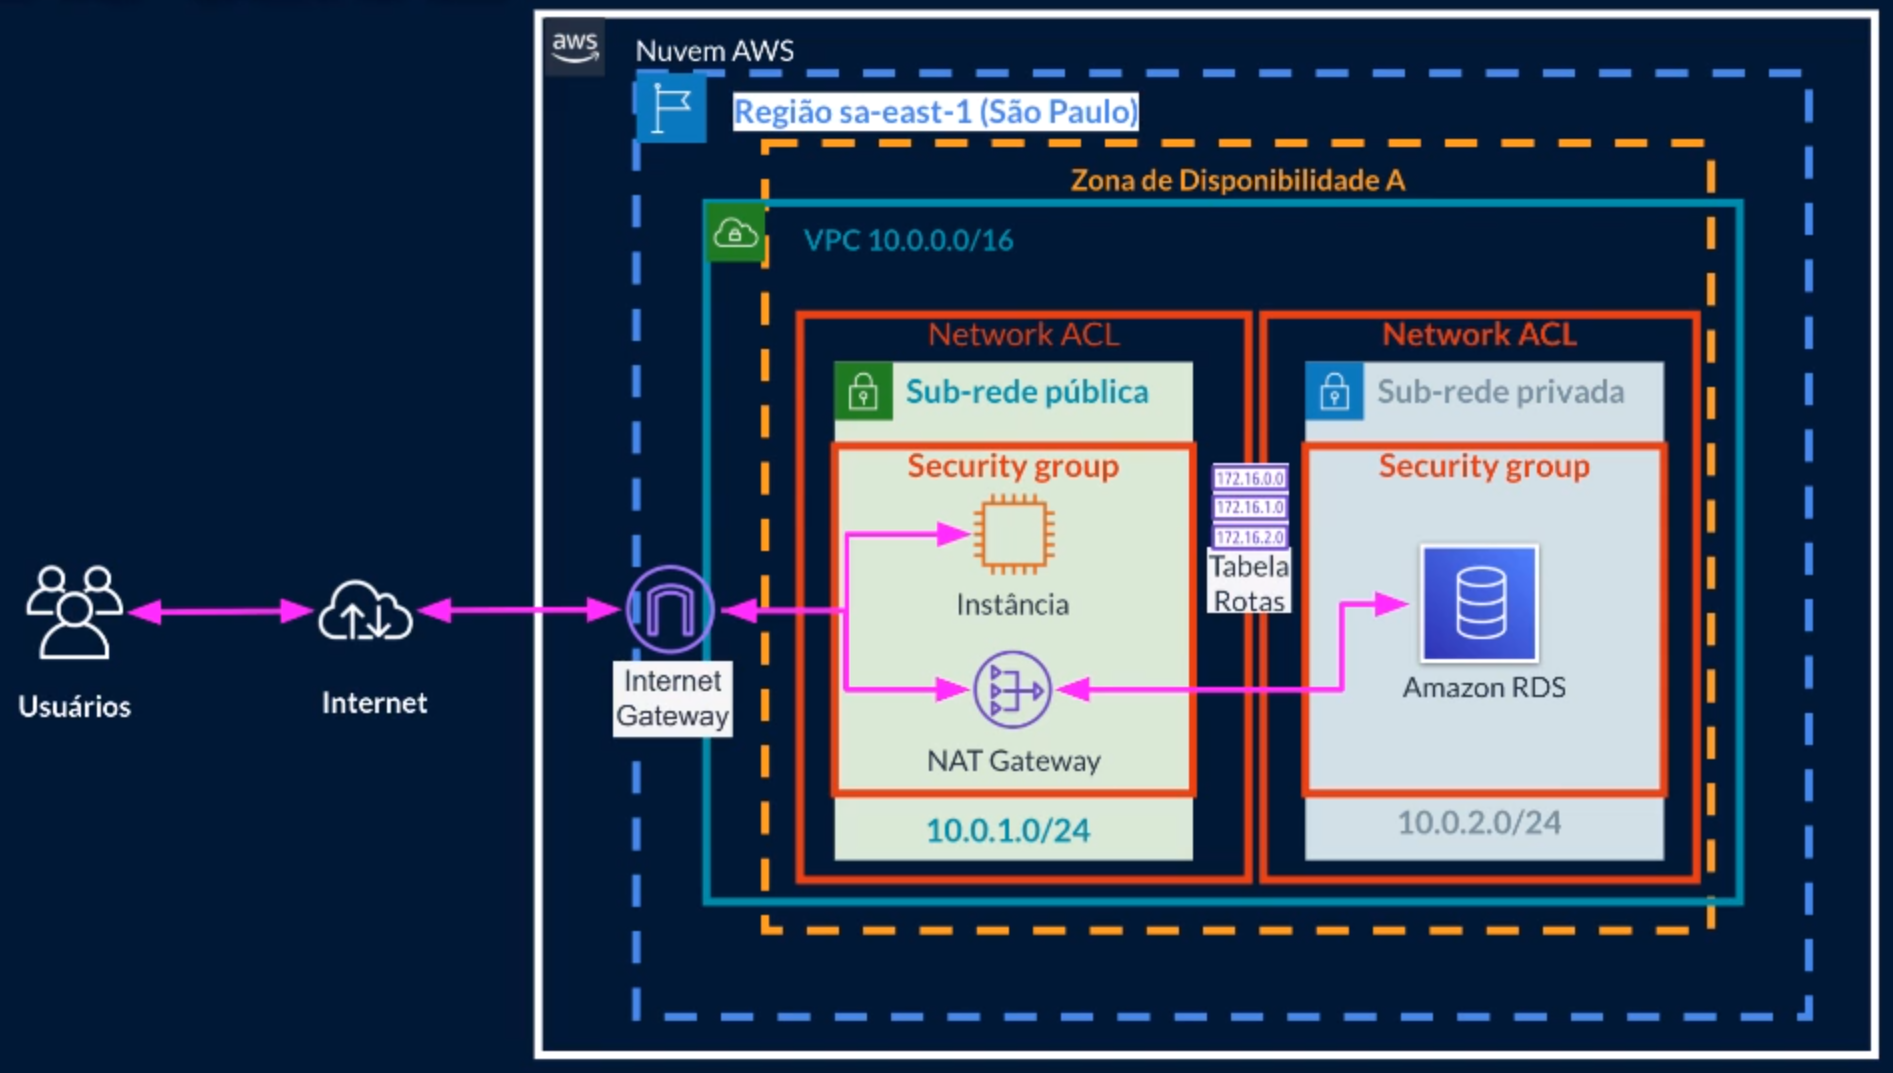 aws
Nuvem AWS
Região sa-east-1 (São Paulo)
Zona de Disponibilidade A
VPC 10.0.0.0/16
Network ACL
Network ACL
Sub-rede pública
Sub-rede privada
Security group
Security group
172.16.0.0
172.16.1.0
172.16.2.0
Tabela
Rotas
Instância
Usuários
Internet
Internet
Gateway
NAT Gateway
Amazon RDS
10.0.1.0/24
10.0.2.0/24